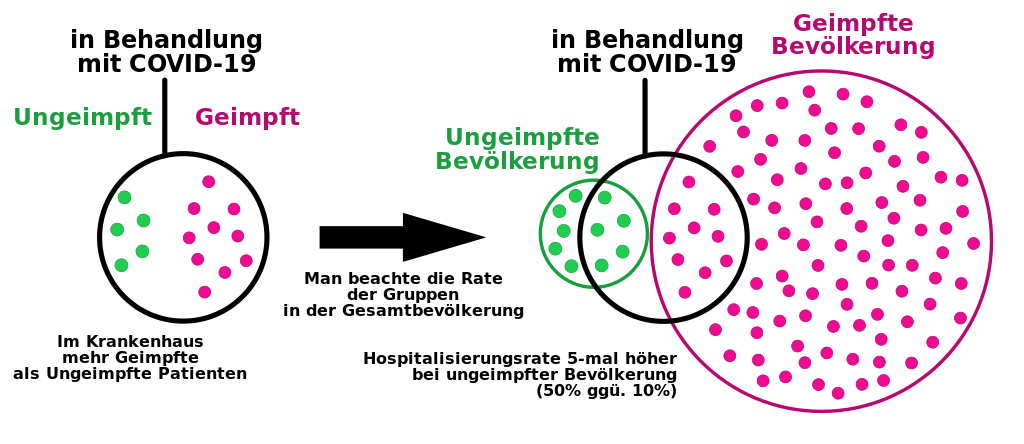 in Behandlung
mit COVID-19
Ungeimpft
Geimpft
Im Krankenhaus
mehr Geimpfte
als Ungeimpfte Patienten
Man beachte die Rate
der Gruppen
in der Gesamtbevölkerung
in Behandlung
mit COVID-19
Geimpfte
Bevölkerung
Ungeimpfte
Bevölkerung
Hospitalisierungsrate 5-mal höher
bei ungeimpfter Bevölkerung
(50% ggü. 10%)